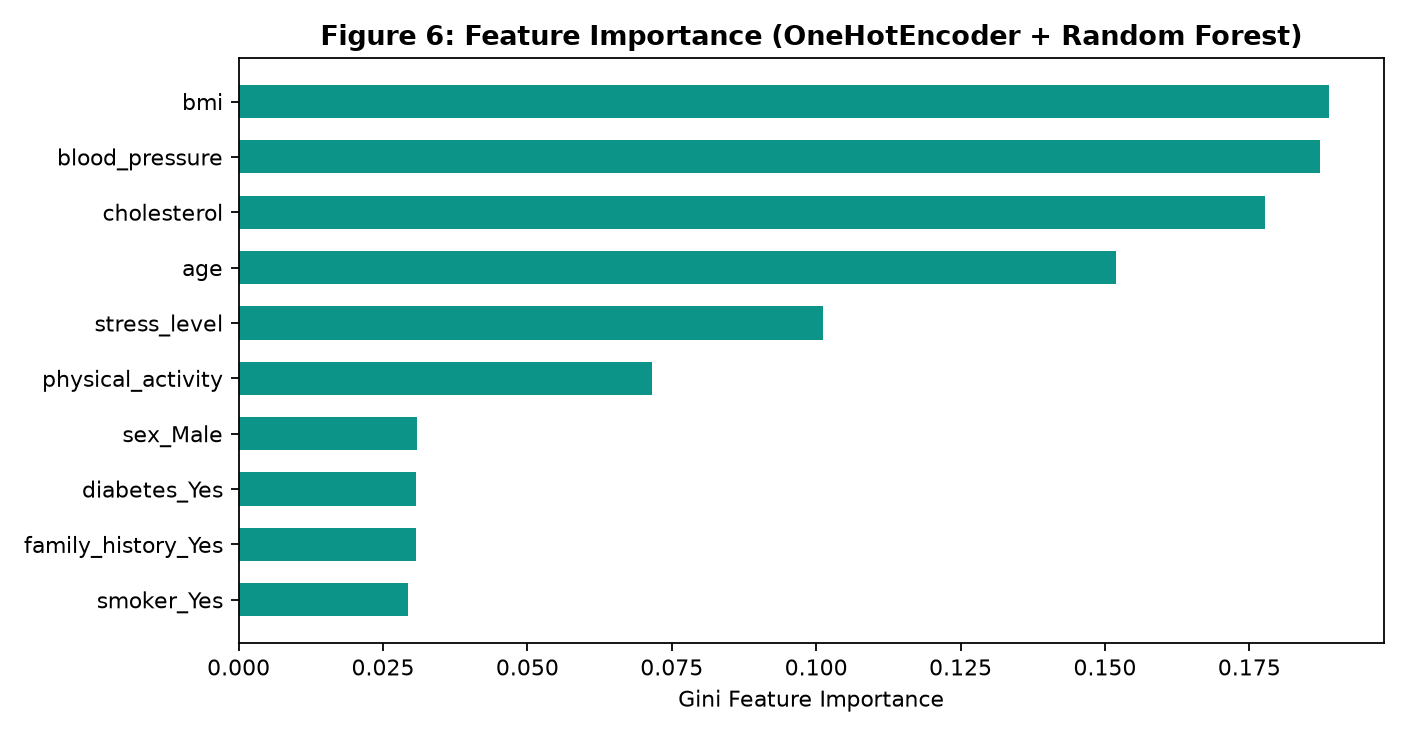 Figure 6: Feature Importance (OneHotEncoder + Random Forest)
bmi
blood_pressure
cholesterol
age
stress_level
physical_activity
sex_Male
diabetes_Yes
family_history_Yes
smoker_Yes
0.000 0.025 0.050 0.075 0.100 0.125 0.150 0.175
Gini Feature Importance